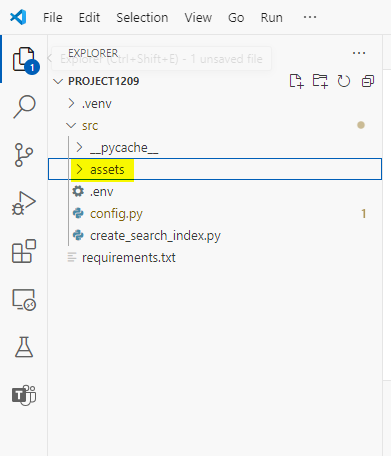 File Edit Selection View Go Run ···
EXPLORER ···
Explorer (Ctrl+Shift+E) - 1 unsaved file
1
PROJECT1209
.venv
src
__pycache__
assets
.env
config.py 1
create_search_index.py
requirements.txt
T